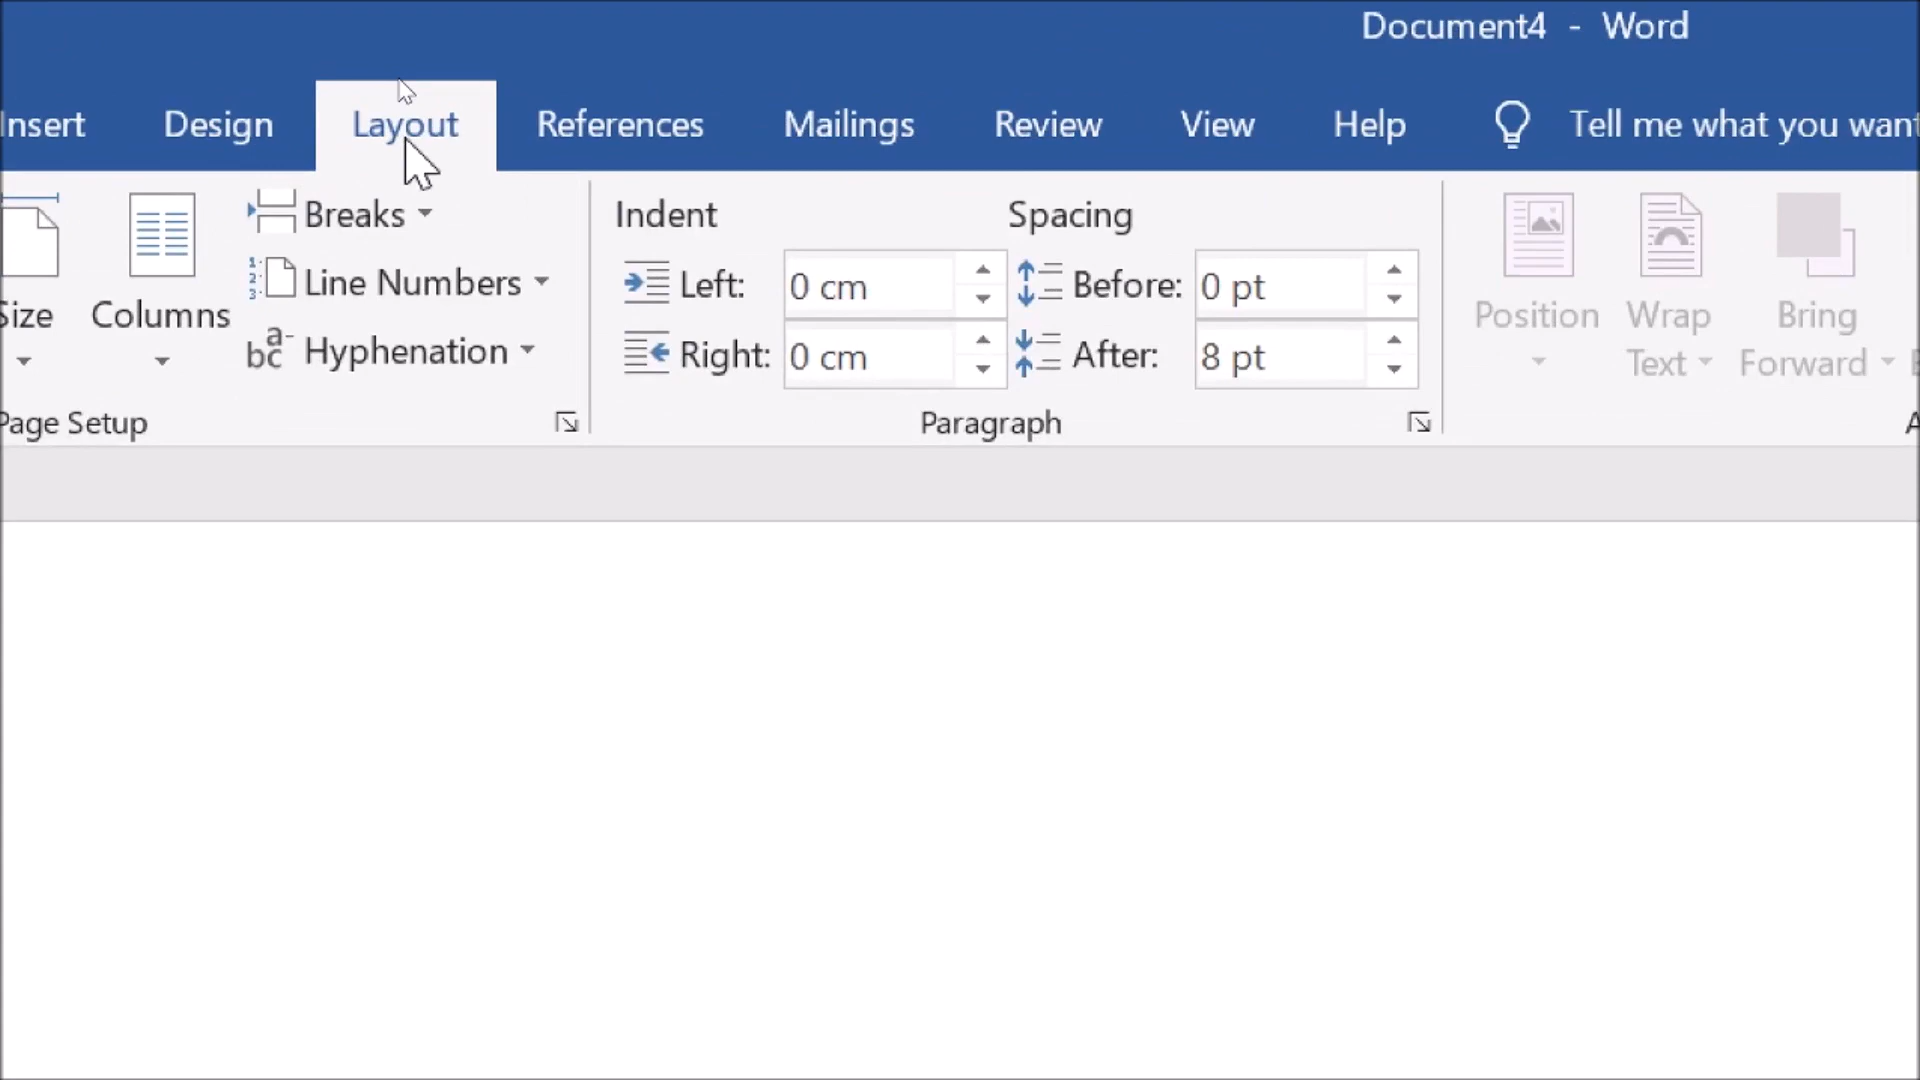 Document4 - Word
Insert Design Layout References Mailings Review View Help Tell me what you want
Breaks
Indent Spacing
Line Numbers
Left: 0 cm Before: 0 pt
Size Columns
Position Wrap Text Bring Forward
Hyphenation
Right: 0 cm After: 8 pt
Page Setup Paragraph